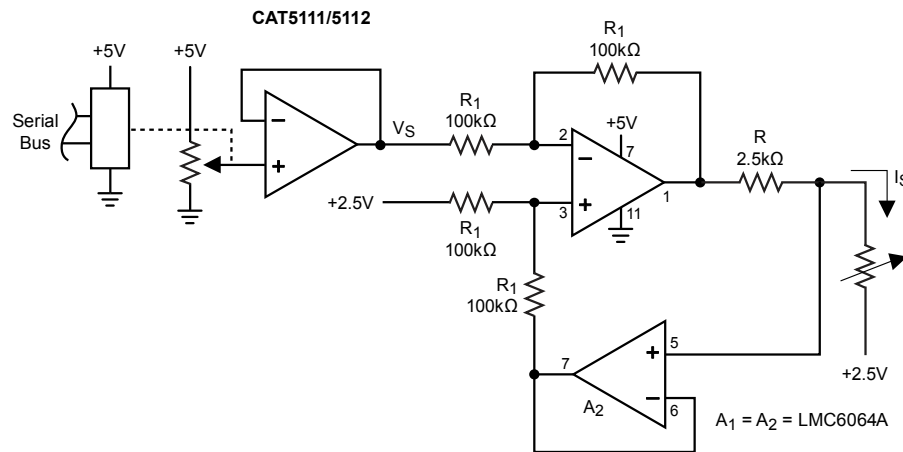 CAT5111/5112
+5V
+5V
Serial
Bus
VS
R1
100kΩ
R1
100kΩ
+5V
7
2
3
1
11
R
2.5kΩ
IS
+2.5V
R1
100kΩ
R1
100kΩ
5
6
7
A2
+2.5V
A1 = A2 = LMC6064A